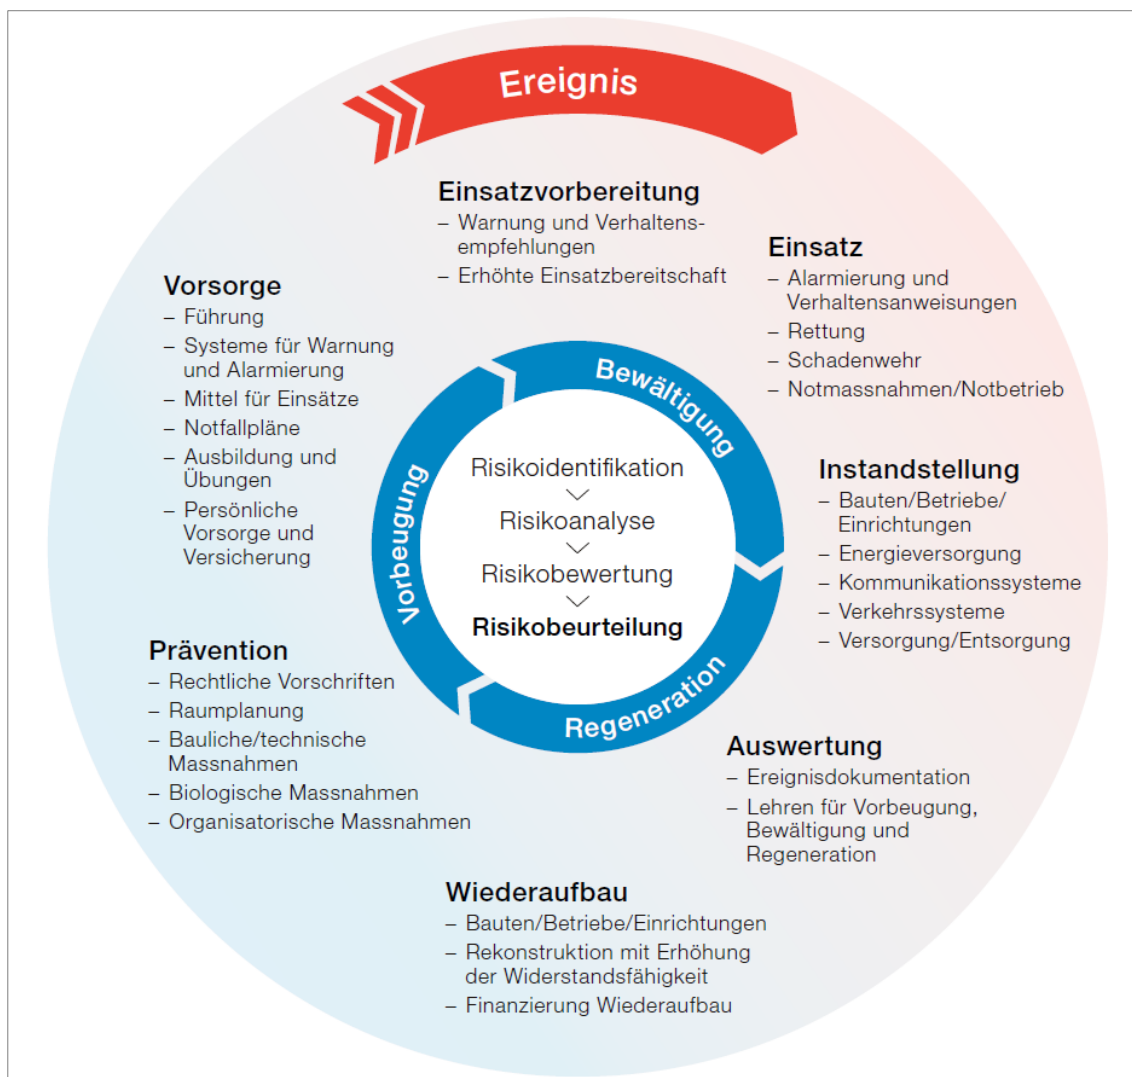 Ereignis
Einsatzvorbereitung
– Warnung und Verhaltens-
empfehlungen
– Erhöhte Einsatzbereitschaft
Einsatz
– Alarmierung und
Verhaltensanweisungen
– Rettung
– Schadenwehr
– Notmassnahmen/Notbetrieb
Instandstellung
– Bauten/Betriebe/
Einrichtungen
– Energieversorgung
– Kommunikationssysteme
– Verkehrssysteme
– Versorgung/Entsorgung
Auswertung
– Ereignisdokumentation
– Lehren für Vorbeugung,
Bewältigung und
Regeneration
Wiederaufbau
– Bauten/Betriebe/Einrichtungen
– Rekonstruktion mit Erhöhung
der Widerstandsfähigkeit
– Finanzierung Wiederaufbau
Prävention
– Rechtliche Vorschriften
– Raumplanung
– Bauliche/technische
Massnahmen
– Biologische Massnahmen
– Organisatorische Massnahmen
Vorsorge
– Führung
– Systeme für Warnung
und Alarmierung
– Mittel für Einsätze
– Notfallpläne
– Ausbildung und
Übungen
– Persönliche
Vorsorge und
Versicherung
Bewältigung
Regeneration
Vorbeugung
Risikoidentifikation
Risikoanalyse
Risikobewertung
Risikobeurteilung